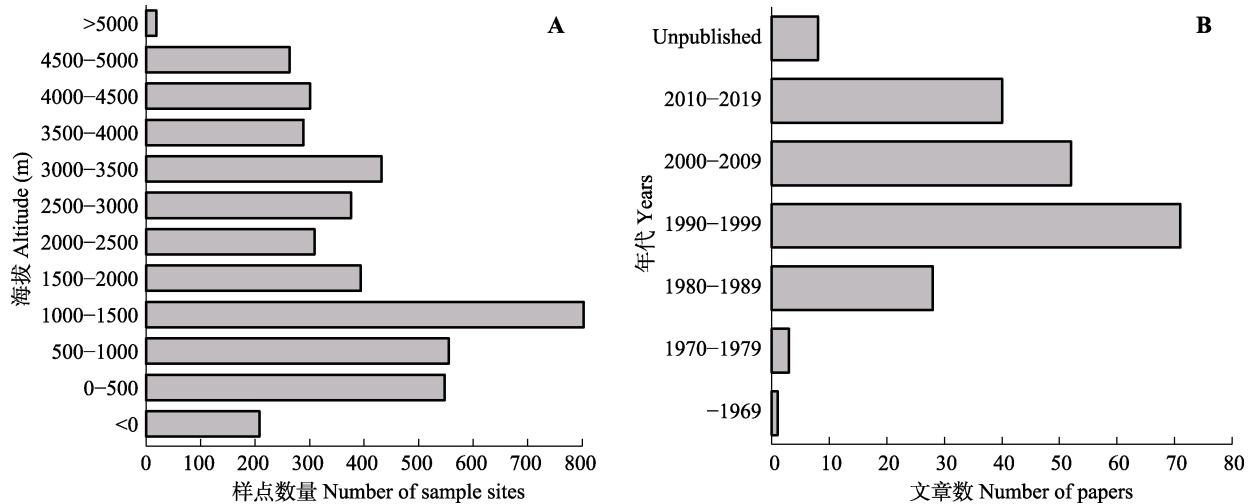 A
>5000
4500−5000
4000−4500
3500−4000
3000−3500
2500−3000
2000−2500
1500−2000
1000−1500
500−1000
0−500
<0
海拔 Altitude (m)
0 100 200 300 400 500 600 700 800
样点数量 Number of sample sites
B
Unpublished
2010−2019
2000−2009
1990−1999
1980−1989
1970−1979
−1969
年代 Years
0 10 20 30 40 50 60 70 80
文章数 Number of papers